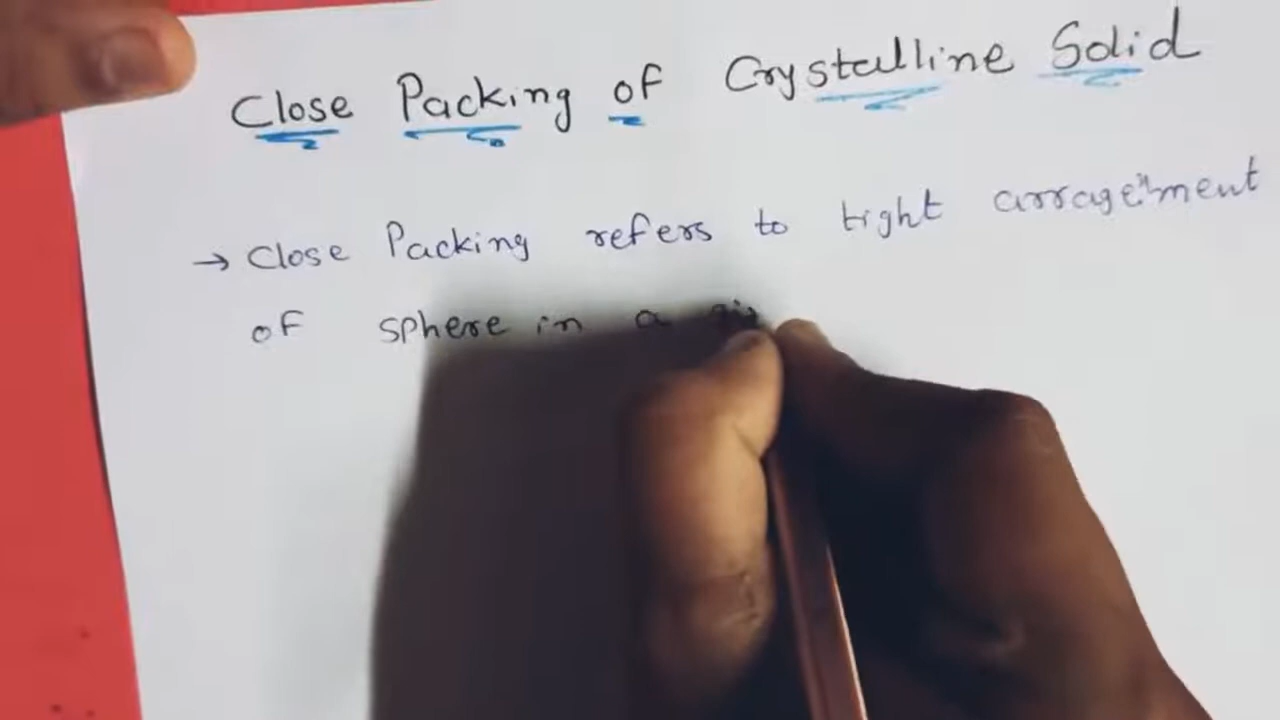 Close Packing of Crystalline Solid
→ Close Packing refers to tight arragement
of sphere in a